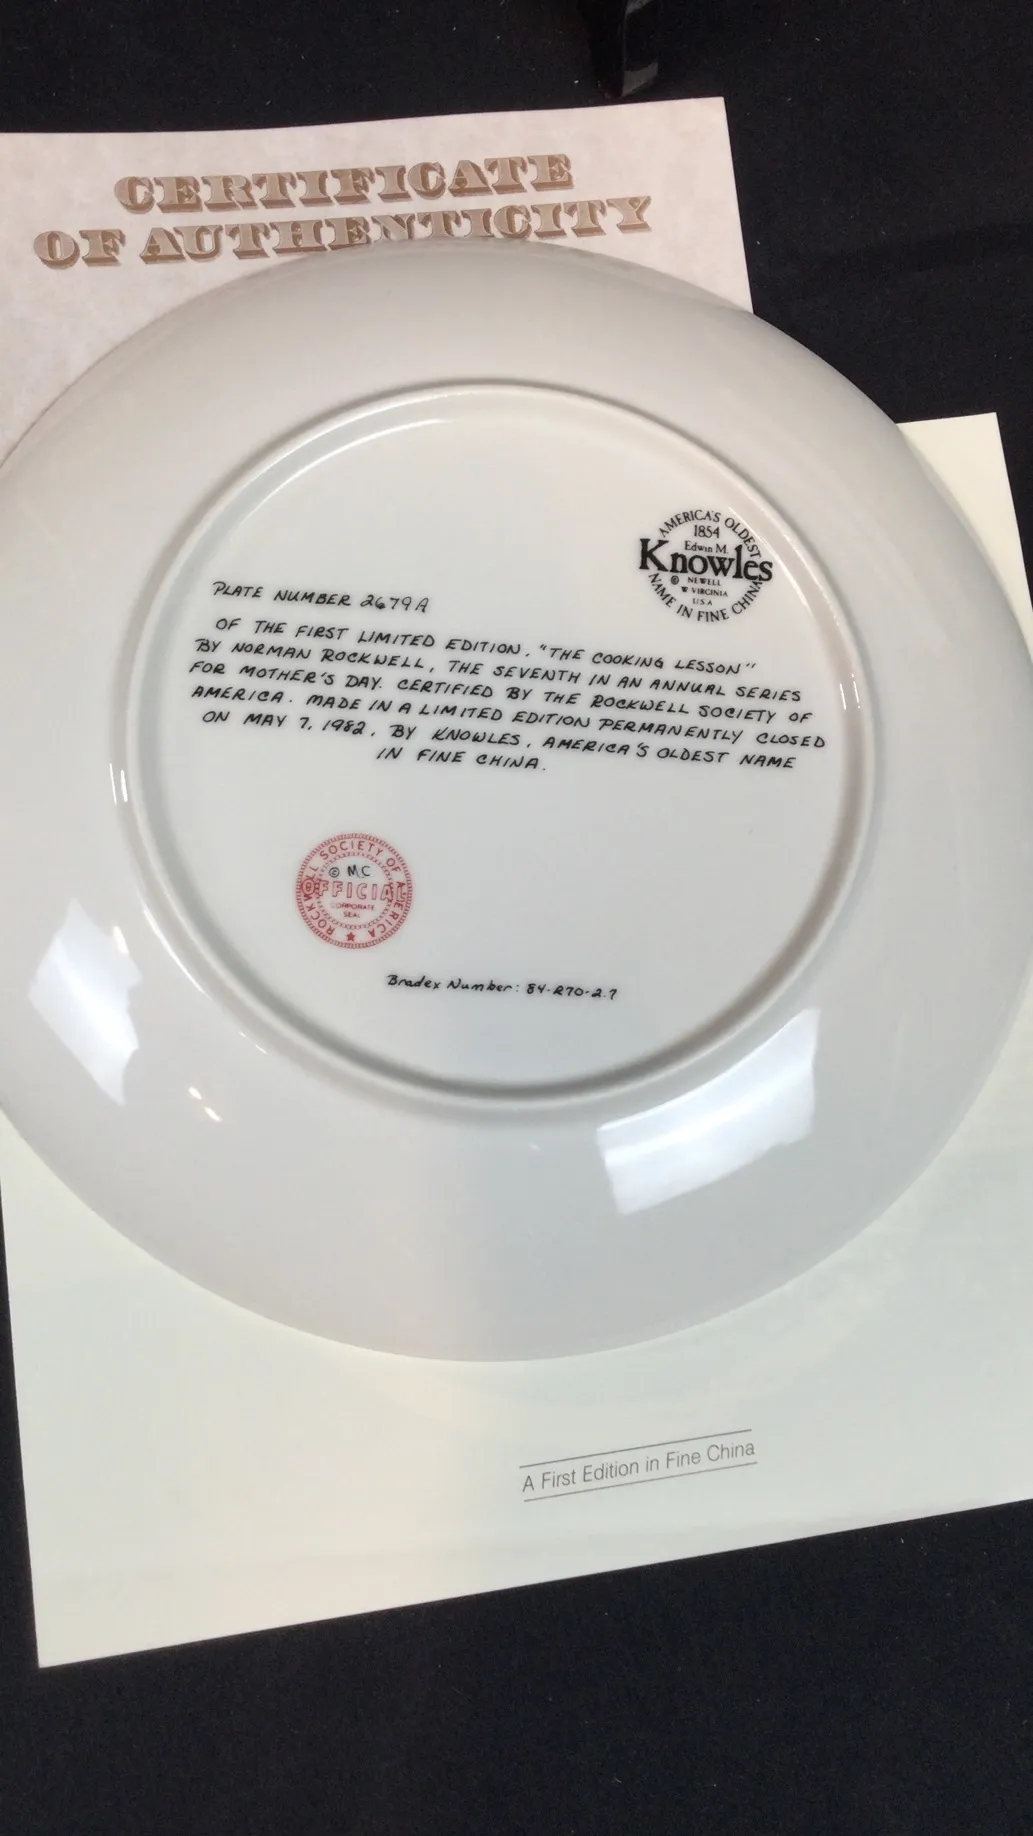 CERTIFICATE
OF AUTHENTICITY
AMERICA'S OLDEST
1854
Edwin M.
Knowles
© NEWELL
W VIRGINIA
U.S.A
NAME IN FINE CHINA
PLATE NUMBER 2679A
OF THE FIRST LIMITED EDITION, "THE COOKING LESSON"
BY NORMAN ROCKWELL, THE SEVENTH IN AN ANNUAL SERIES
FOR MOTHER'S DAY. CERTIFIED BY THE ROCKWELL SOCIETY OF
AMERICA. MADE IN A LIMITED EDITION PERMANENTLY CLOSED
ON MAY 7, 1982, BY KNOWLES, AMERICA'S OLDEST NAME
IN FINE CHINA.
ROCKWELL SOCIETY OF AMERICA
© MC
OFFICIAL
CORPORATE
SEAL
Bradex Number: 84-R70-2.7
A First Edition in Fine China